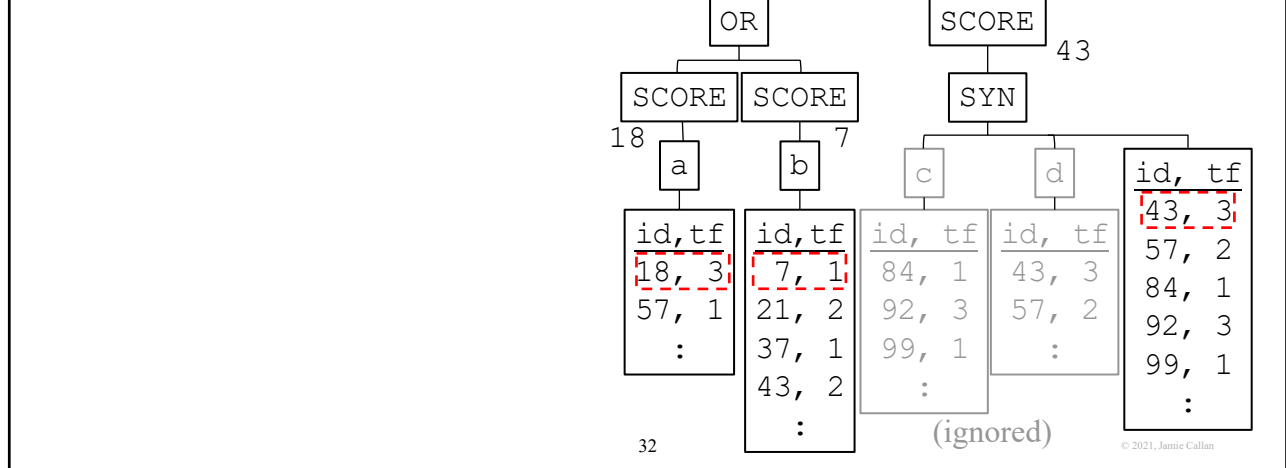 OR
SCORE
43
SCORE
SCORE
SYN
18
7
a
b
c
d
id,tf
18, 3
57, 1
:
id,tf
7, 1
21, 2
37, 1
43, 2
:
id, tf
84, 1
92, 3
99, 1
:
id, tf
43, 3
57, 2
:
id, tf
43, 3
57, 2
84, 1
92, 3
99, 1
:
(ignored)
32
© 2021, Jamie Callan